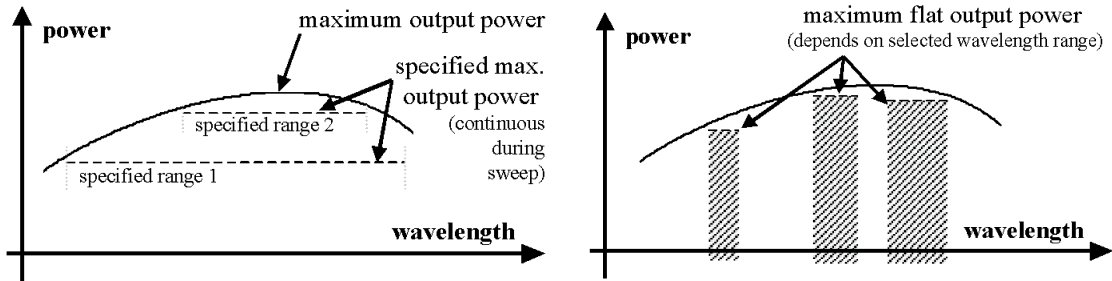 power
maximum output power
specified max.
output power
(continuous
during
sweep)
specified range 2
specified range 1
wavelength
power
maximum flat output power
(depends on selected wavelength range)
wavelength